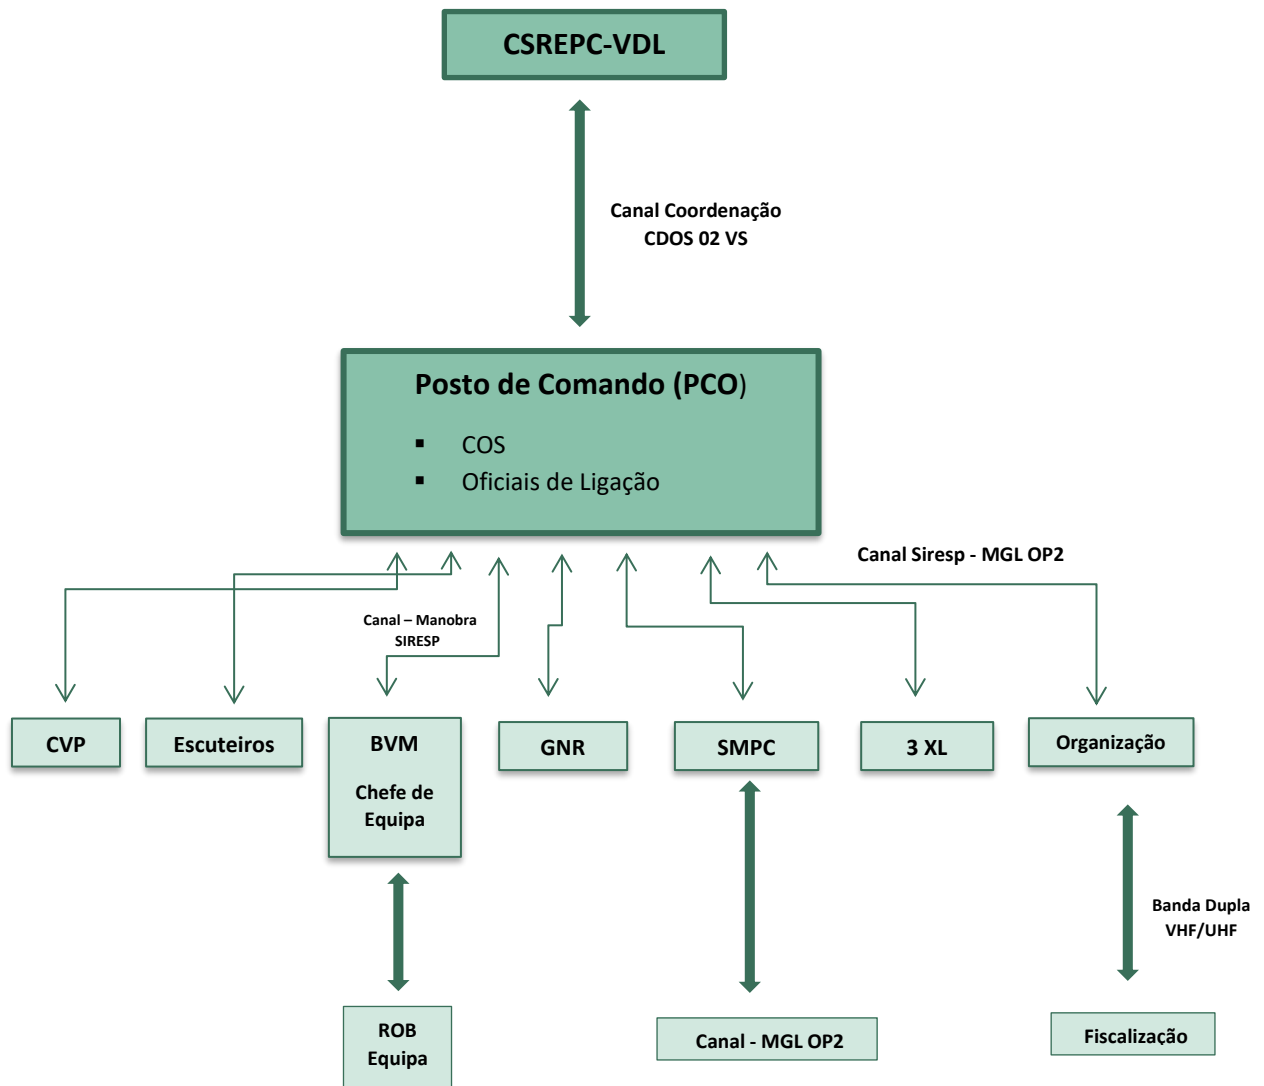 CSREPC-VDL
Canal Coordenação
CDOS 02 VS
Posto de Comando (PCO)
▪ COS
▪ Oficiais de Ligação
Canal Siresp - MGL OP2
Canal – Manobra
SIRESP
CVP
Escuteiros
BVM
Chefe de
Equipa
GNR
SMPC
3 XL
Organização
Banda Dupla
VHF/UHF
ROB
Equipa
Canal - MGL OP2
Fiscalização